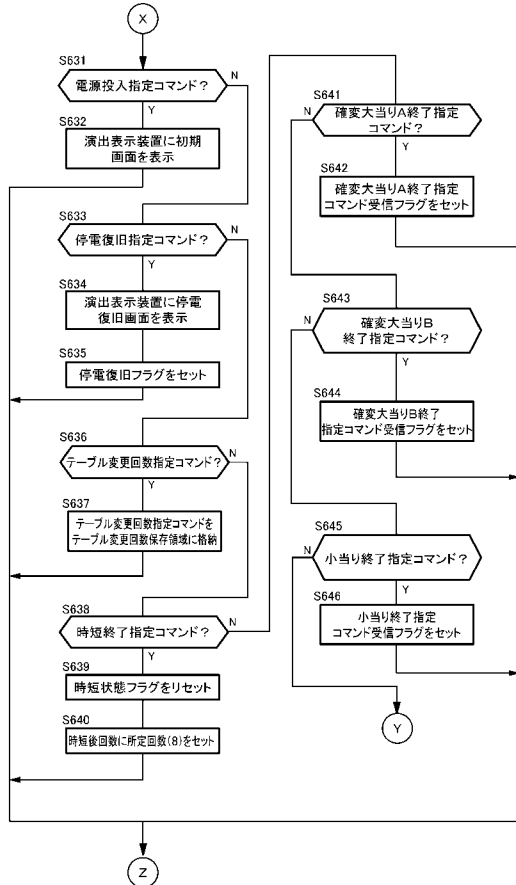 X
S631
電源投入指定コマンド?
N
Y
S632
演出表示装置に初期
画面を表示
S633
停電復旧指定コマンド?
N
Y
S634
演出表示装置に停電
復旧画面を表示
S635
停電復旧フラグをセット
S636
テーブル変更回数指定コマンド?
N
Y
S637
テーブル変更回数指定コマンドを
テーブル変更回数保存領域に格納
S638
時短終了指定コマンド?
N
Y
S639
時短状態フラグをリセット
S640
時短後回数に所定回数(8)をセット
Z
S641
N
確変大当りA終了指定
コマンド?
Y
S642
確変大当りA終了指定
コマンド受信フラグをセット
S643
N
確変大当りB
終了指定コマンド?
Y
S644
確変大当りB終了
指定コマンド受信フラグをセット
S645
N
小当り終了指定コマンド?
Y
S646
小当り終了指定
コマンド受信フラグをセット
Y